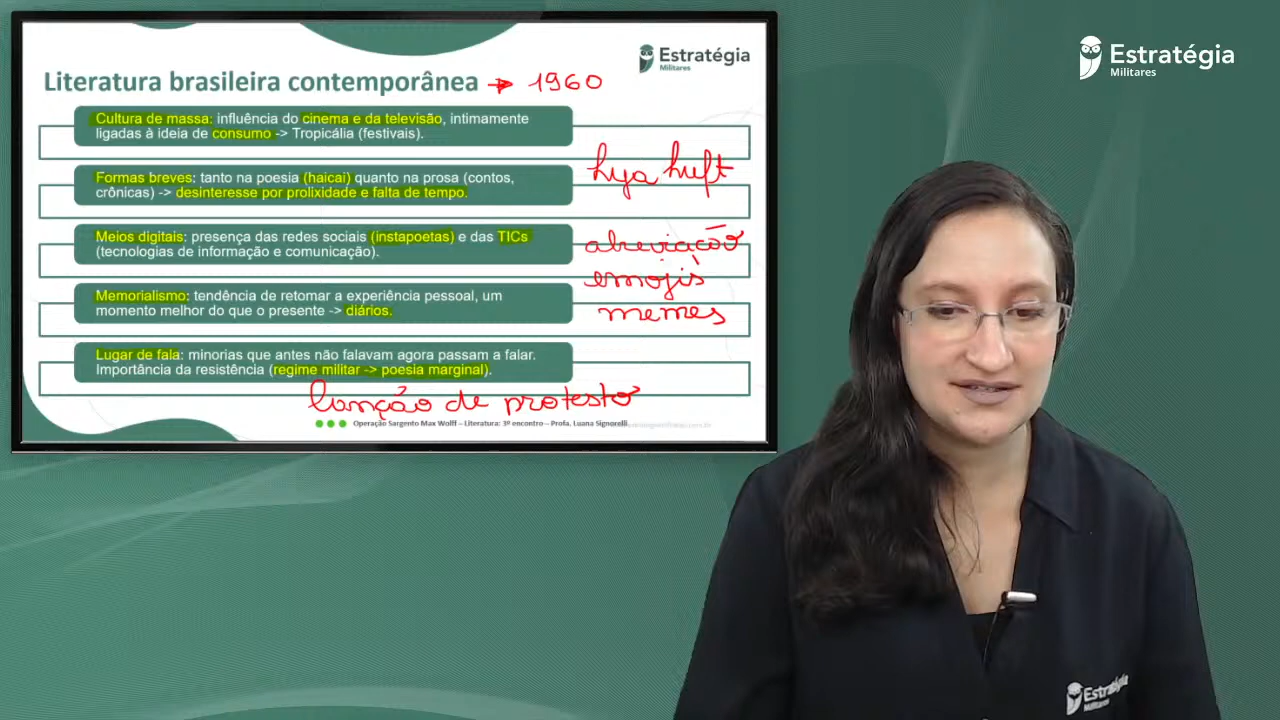 Estratégia
Militares
Literatura brasileira contemporânea → 1960
Cultura de massa: influência do cinema e da televisão, intimamente
ligadas à ideia de consumo -> Tropicália (festivais).
Formas breves: tanto na poesia (haicai) quanto na prosa (contos,
crônicas) -> desinteresse por prolixidade e falta de tempo.
lya luft
Meios digitais: presença das redes sociais (instapoetas) e das TICs
(tecnologias de informação e comunicação).
abreviação
emojis
memes
Memorialismo: tendência de retomar a experiência pessoal, um
momento melhor do que o presente -> diários.
Lugar de fala: minorias que antes não falavam agora passam a falar.
Importância da resistência (regime militar -> poesia marginal).
Canção de protesto
Operação Sargento Max Wolff – Literatura: 3º encontro – Profa. Luana Signorelli
Estratégia
Militares
Estratégia
Militares